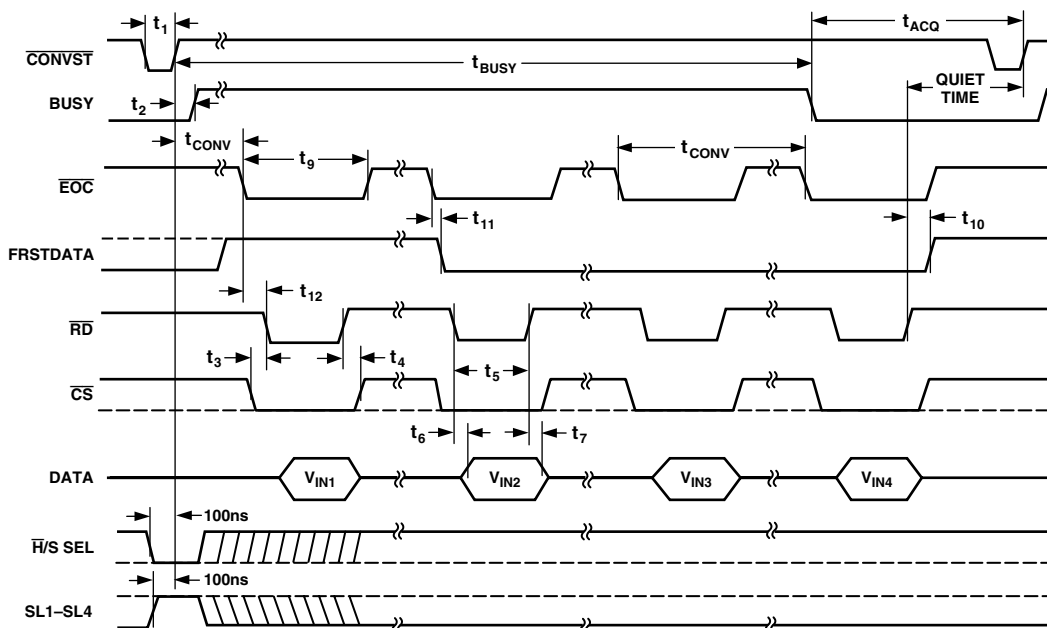 t1
tACQ
CONVST
tBUSY
QUIET
TIME
BUSY
t2
tCONV
t9
tCONV
EOC
t11
t10
FRSTDATA
t12
RD
t3
t4
t5
CS
t6
t7
DATA
VIN1
VIN2
VIN3
VIN4
100ns
H/S SEL
100ns
SL1–SL4